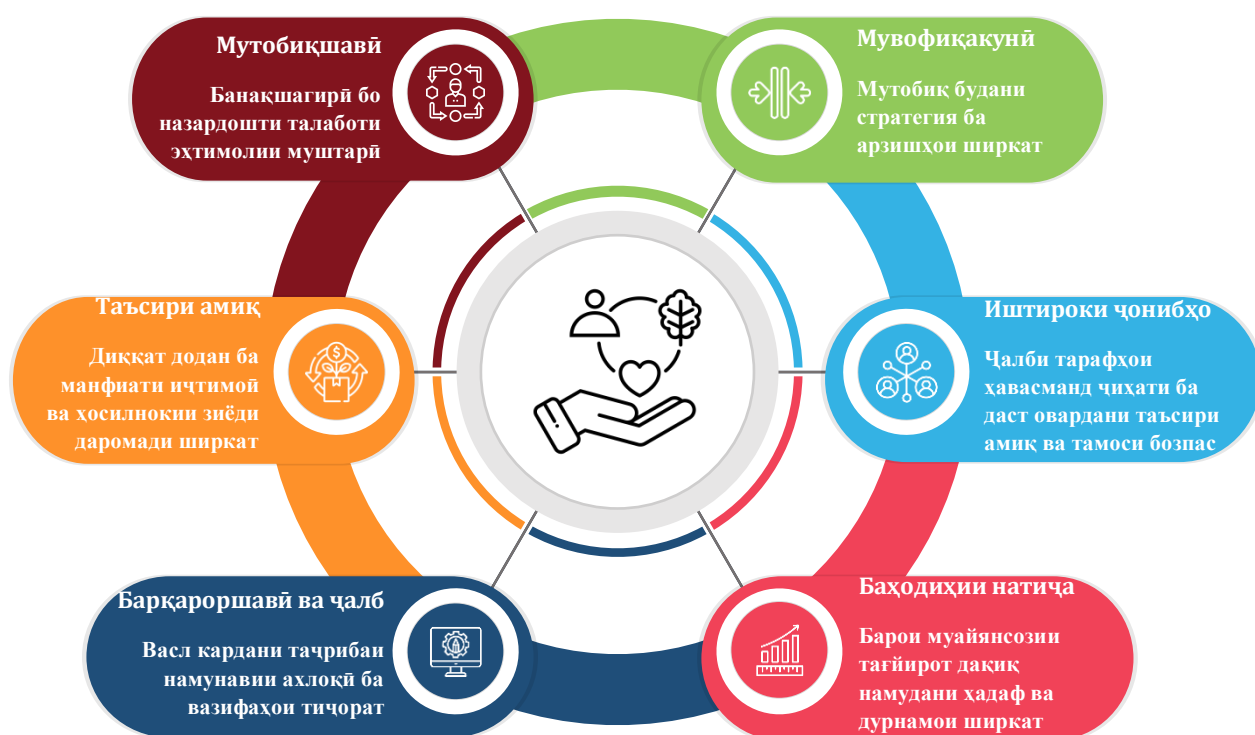 Мутобиқшавӣ
Банақшагирӣ бо
назардошти талаботи
эҳтимолии муштарӣ
Мувофиқакунӣ
Мутобиқ будани
стратегия ба
арзишҳои ширкат
Таъсири амиқ
Диққат додан ба
манфиати иҷтимоӣ
ва ҳосилнокии зиёди
даромади ширкат
Иштироки ҷонибҳо
Ҷалби тарафҳои
ҳавасманд ҷиҳати ба
даст овардани таъсири
амиқ ва тамоси бозпас
Барқароршавӣ ва ҷалб
Васл кардани таҷрибаи
намунавии ахлоқӣ ба
вазифаҳои тиҷорат
Баҳодиҳии натиҷа
Барои муайянсозии
тағйирот дақиқ
намудани ҳадаф ва
дурнамои ширкат